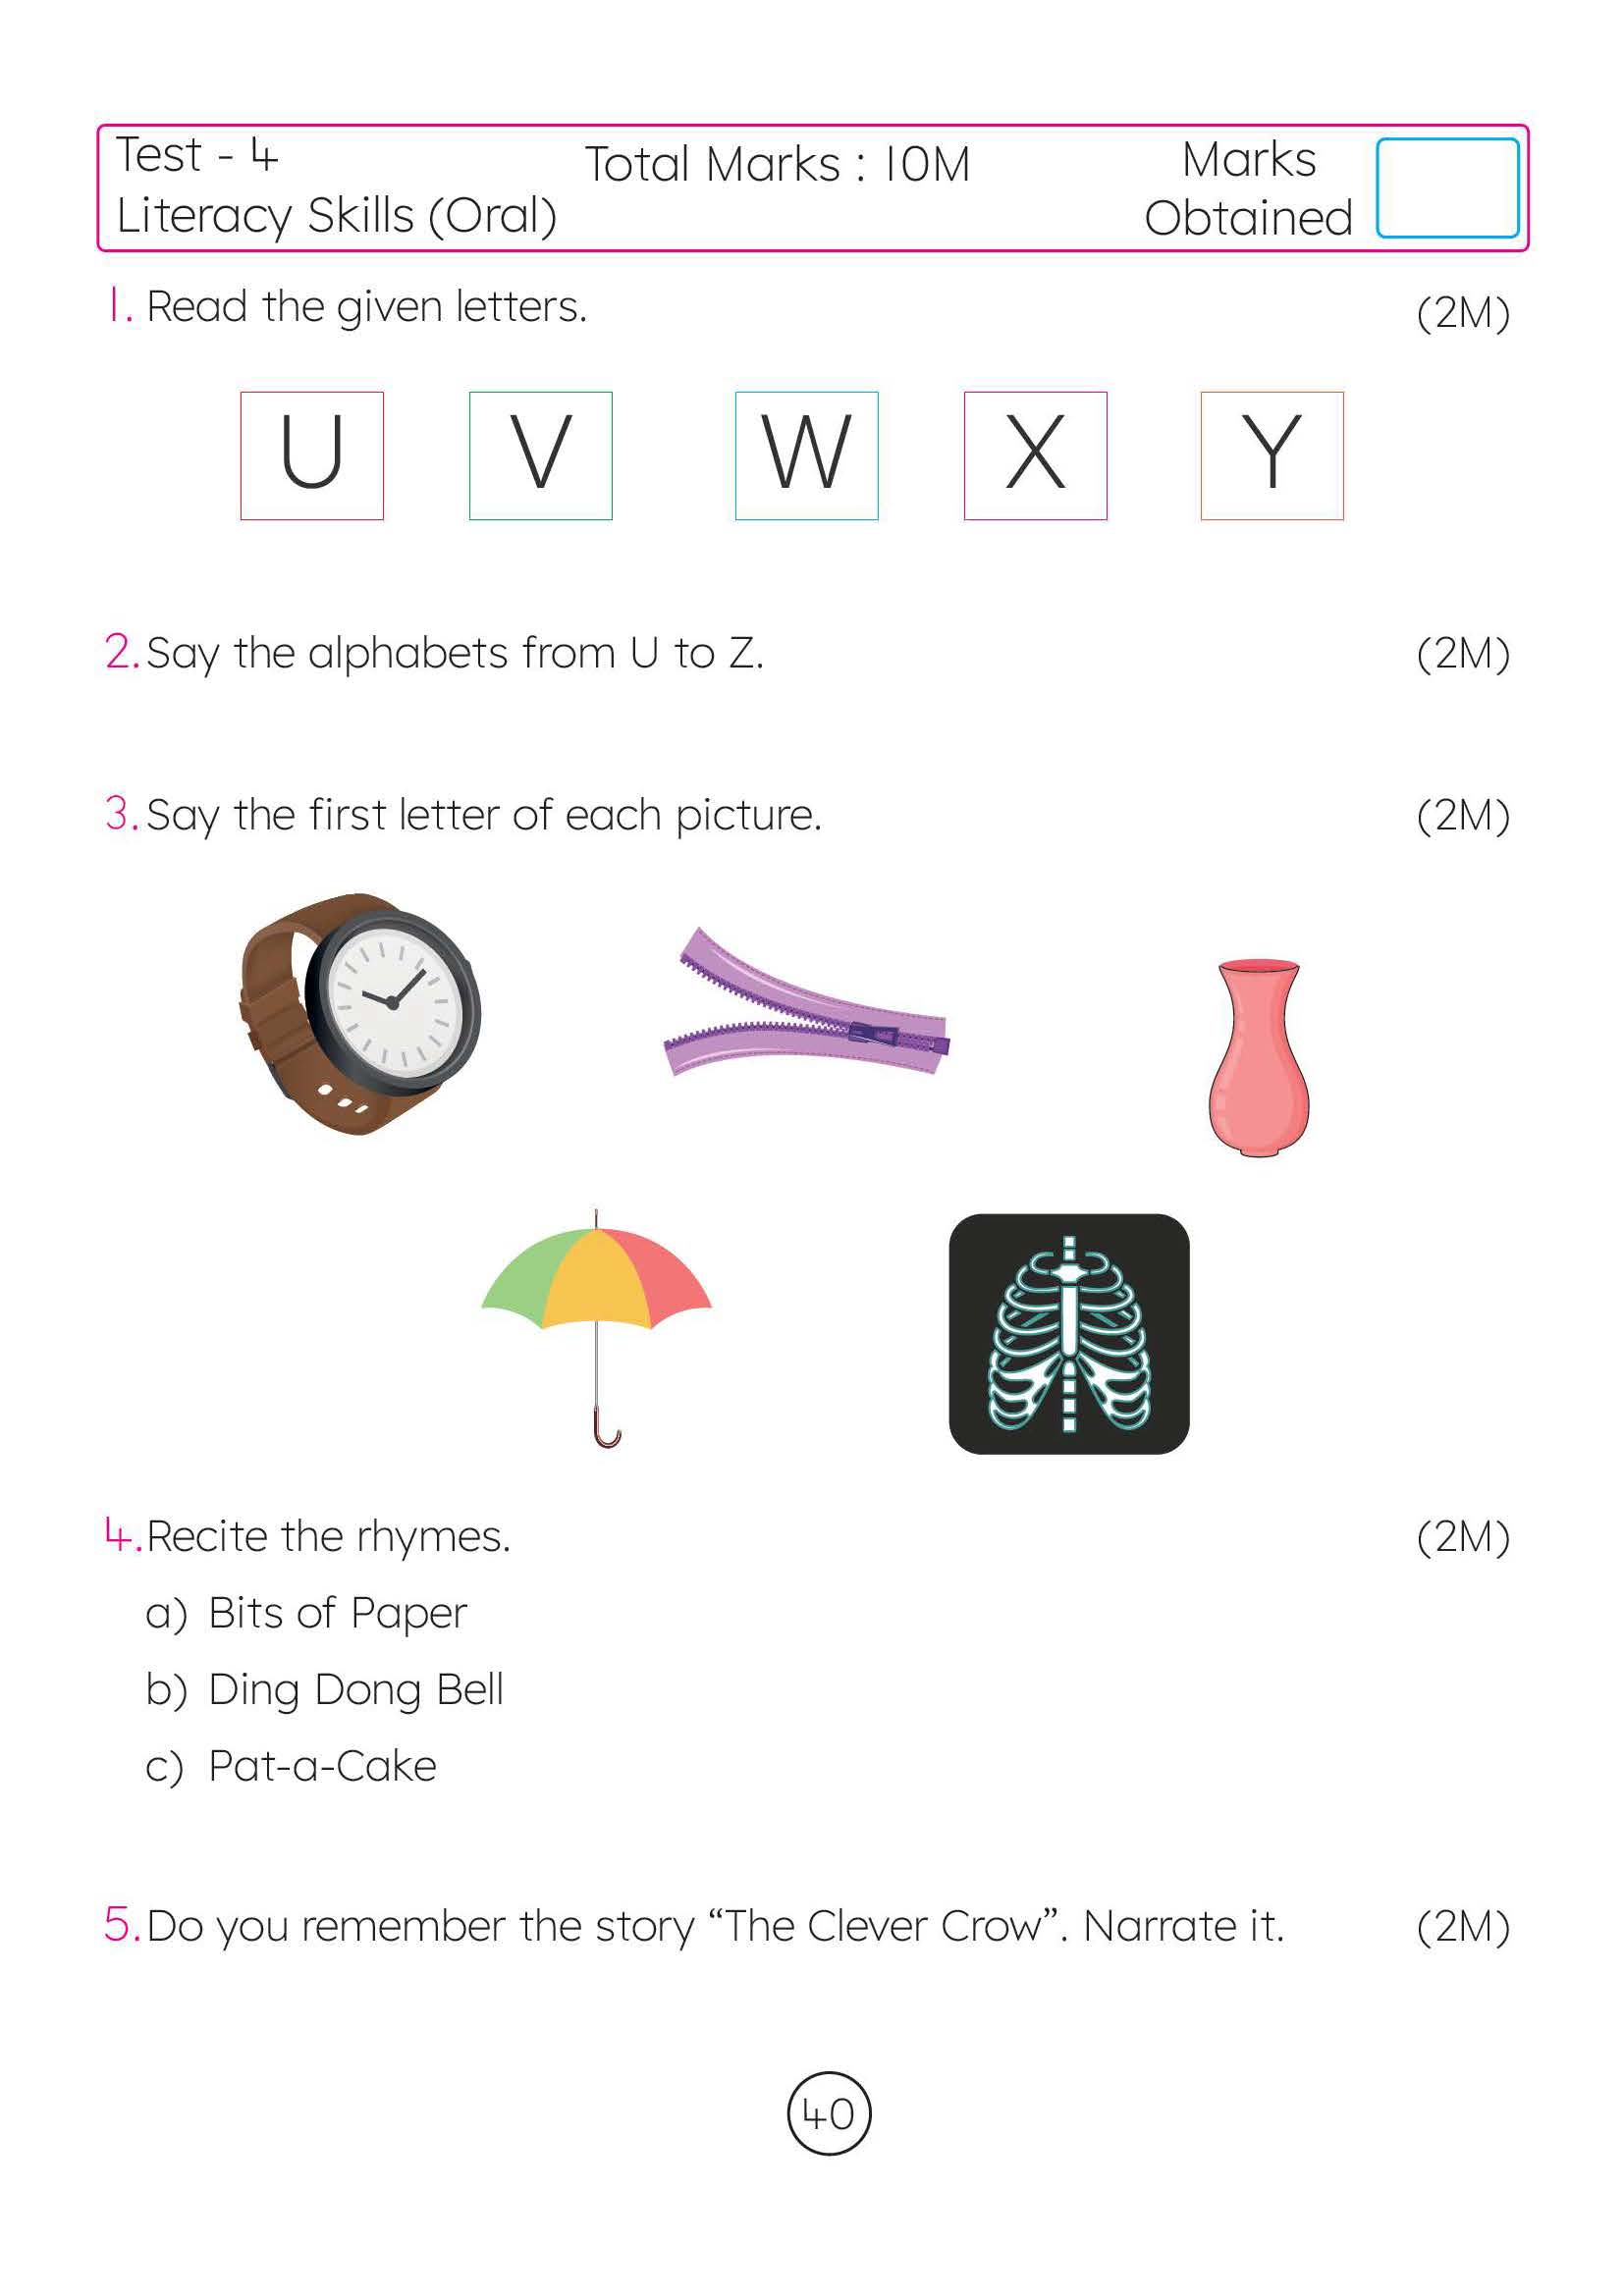 Test - 4
Literacy Skills (Oral)
Total Marks : 10M
Marks
Obtained
1. Read the given letters. (2M)
U V W X Y
2. Say the alphabets from U to Z. (2M)
3. Say the first letter of each picture. (2M)
4. Recite the rhymes. (2M)
a) Bits of Paper
b) Ding Dong Bell
c) Pat-a-Cake
5. Do you remember the story “The Clever Crow”. Narrate it. (2M)
40